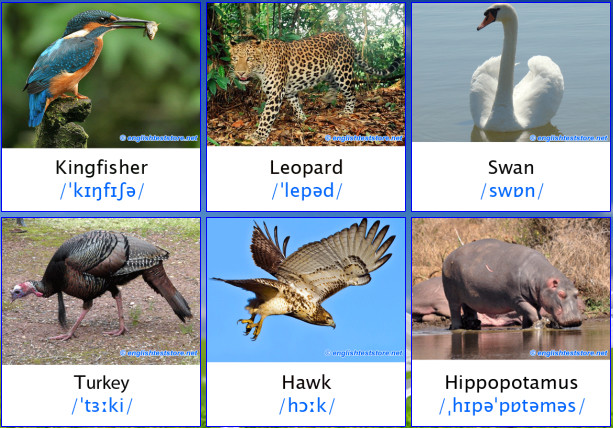 © englishteststore.net
© englishteststore.net
© englishteststore.net
Kingfisher
Leopard
Swan
/ˈkɪŋfɪʃə/
/ˈlepəd/
/swɒn/
© englishteststore.net
© englishteststore.net
© englishteststore.net
Turkey
Hawk
Hippopotamus
/ˈtɜːki/
/hɔːk/
/ˌhɪpəˈpɒtəməs/